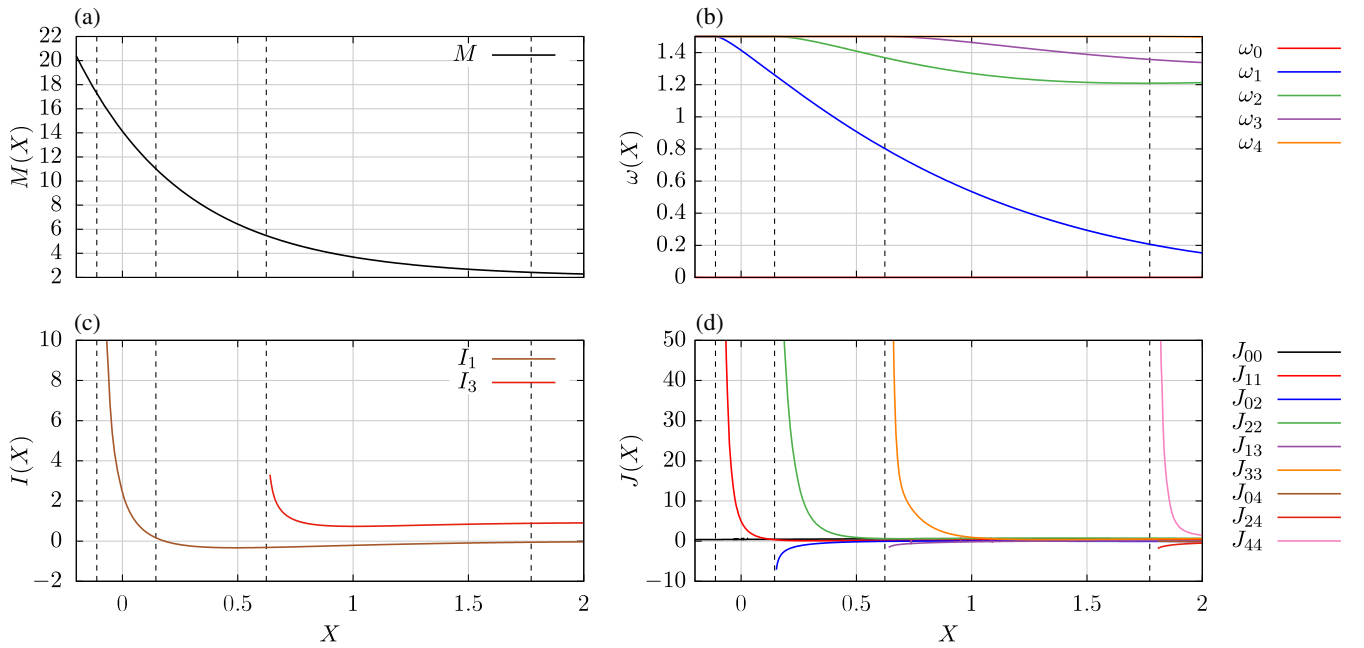 (a)
M
22
20
18
16
14
12
10
8
6
4
2
M(X)
(b)
1.4
1.2
1
0.8
0.6
0.4
0.2
0
ω(X)
ω₀
ω₁
ω₂
ω₃
ω₄
(c)
I₁
I₃
10
8
6
4
2
0
−2
I(X)
0 0.5 1 1.5 2
X
(d)
50
40
30
20
10
0
−10
J(X)
0 0.5 1 1.5 2
X
J₀₀
J₁₁
J₀₂
J₂₂
J₁₃
J₃₃
J₀₄
J₂₄
J₄₄